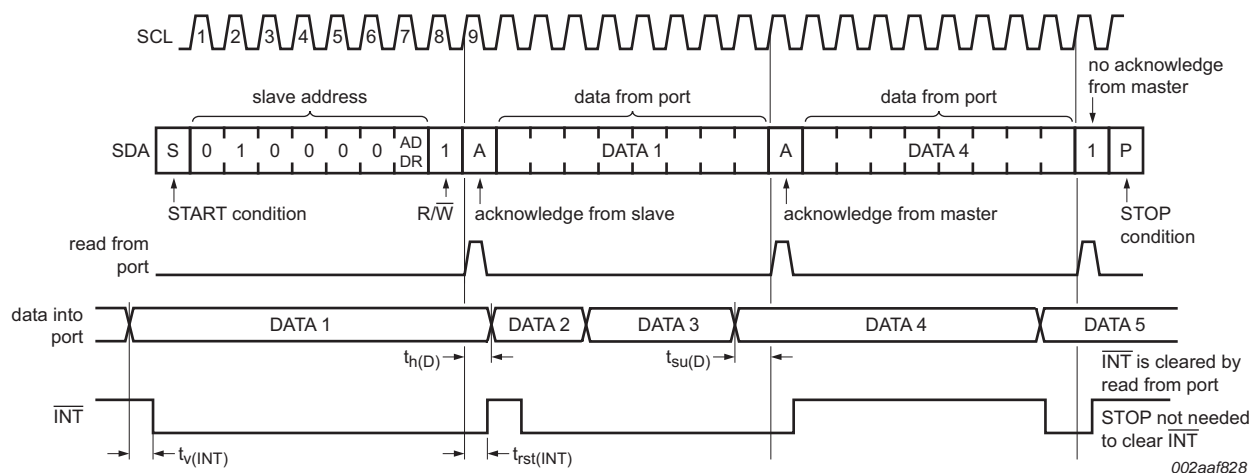 SCL 1 2 3 4 5 6 7 8 9
no acknowledge
from master
slave address data from port data from port
SDA S 0 1 0 0 0 0 AD DR 1 A DATA 1 A DATA 4 1 P
START condition R/W̅ acknowledge from slave acknowledge from master STOP
condition
read from
port
data into
port
DATA 1 DATA 2 DATA 3 DATA 4 DATA 5
th(D) tsu(D)
I̅N̅T̅ is cleared by
read from port
I̅N̅T̅
STOP not needed
to clear I̅N̅T̅
tv(INT) trst(INT)
002aaf828